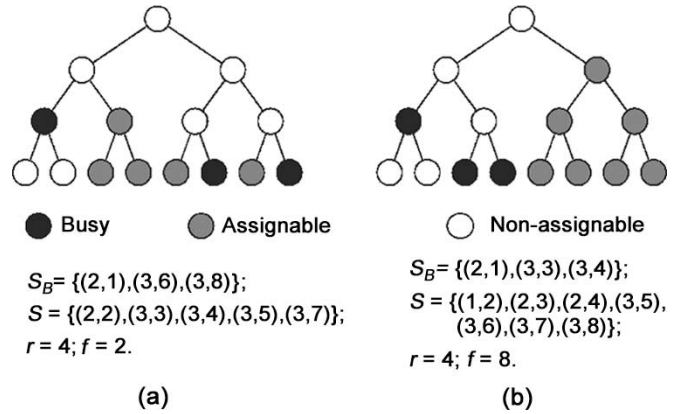 Busy Assignable Non-assignable
S_B= {(2,1),(3,6),(3,8)};
S = {(2,2),(3,3),(3,4),(3,5),(3,7)};
r = 4; f = 2.
(a)
S_B= {(2,1),(3,3),(3,4)};
S = {(1,2),(2,3),(2,4),(3,5),
(3,6),(3,7),(3,8)};
r = 4; f = 8.
(b)